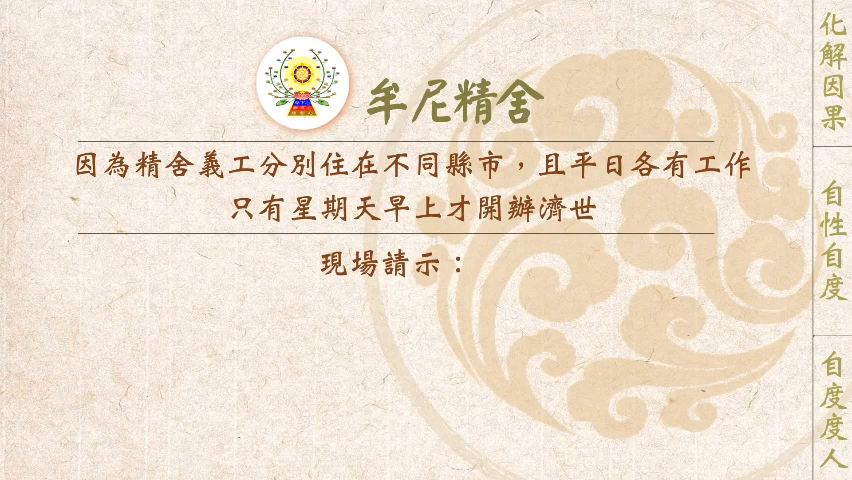 牟尼精舍
因為精舍義工分別住在不同縣市，且平日各有工作
只有星期天早上才開辦濟世
現場請示：
化解因果
自性自度
自度度人